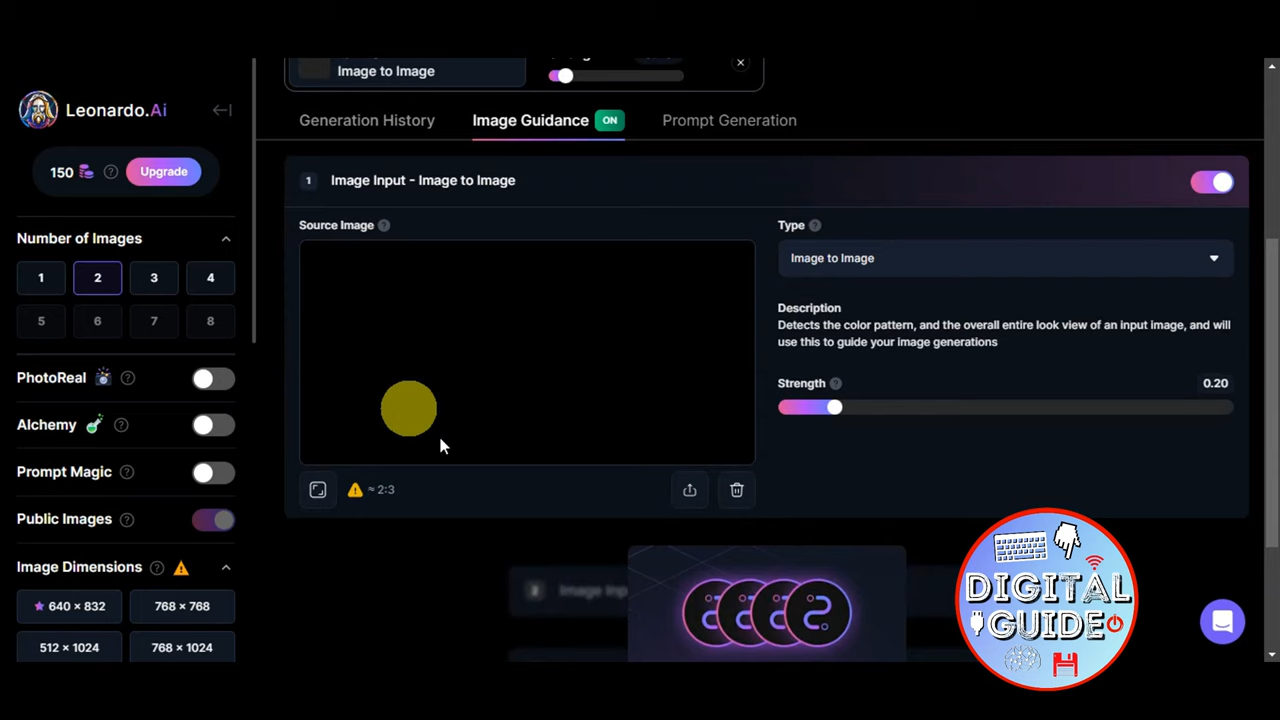 Image to Image
Leonardo.Ai
Generation History
Image Guidance
ON
Prompt Generation
150
Upgrade
1
Image Input - Image to Image
Number of Images
Source Image
Type
1
2
3
4
Image to Image
5
6
7
8
Description
Detects the color pattern, and the overall entire look view of an input image, and will
use this to guide your image generations
PhotoReal
Strength
0.20
Alchemy
Prompt Magic
≈ 2:3
Public Images
Image Dimensions
640 × 832
768 × 768
512 × 1024
768 × 1024
2
Image Inp
DIGITAL
GUIDE